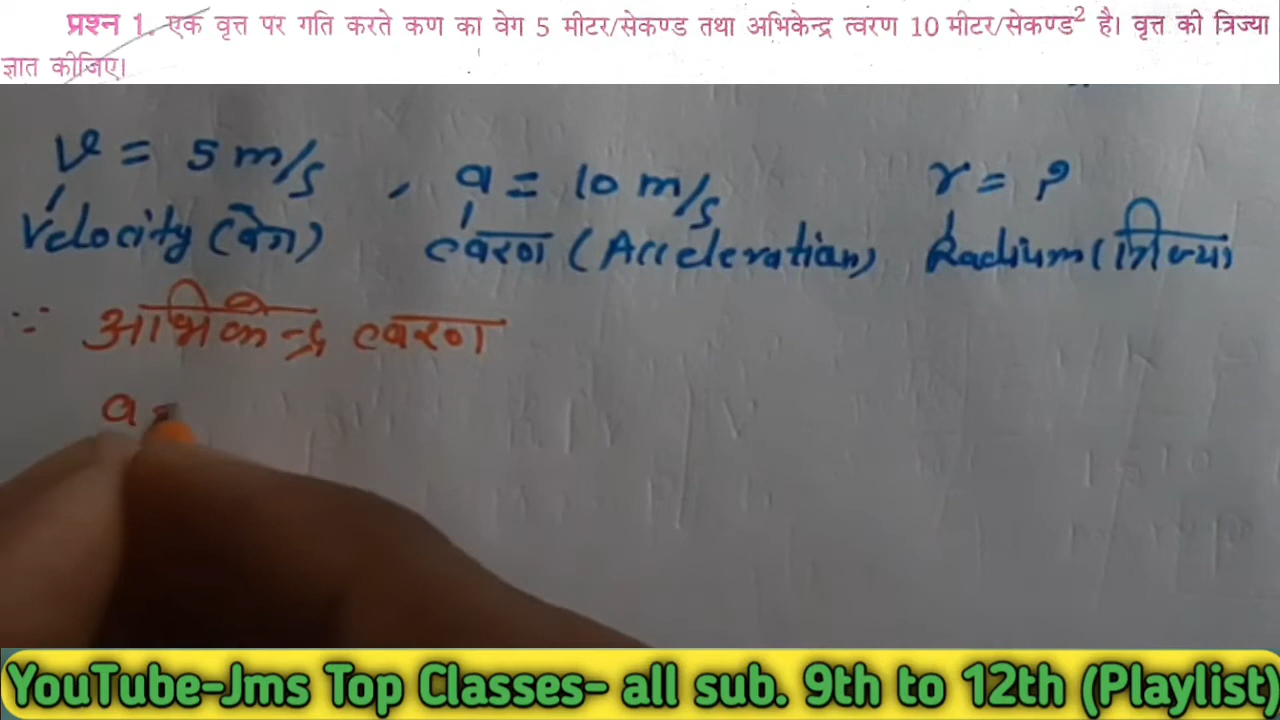 प्रश्न 1. एक वृत्त पर गति करते कण का वेग 5 मीटर/सेकण्ड तथा अभिकेन्द्र त्वरण 10 मीटर/सेकण्ड² है। वृत्त की त्रिज्या
ज्ञात कीजिए।
v = 5 m/s , a = 10 m/s r = ?
Velocity (वेग) त्वरण (Acceleration) Radium (त्रिज्या)
∵ अभिकेन्द्र त्वरण
a =
YouTube-Jms Top Classes- all sub. 9th to 12th (Playlist)